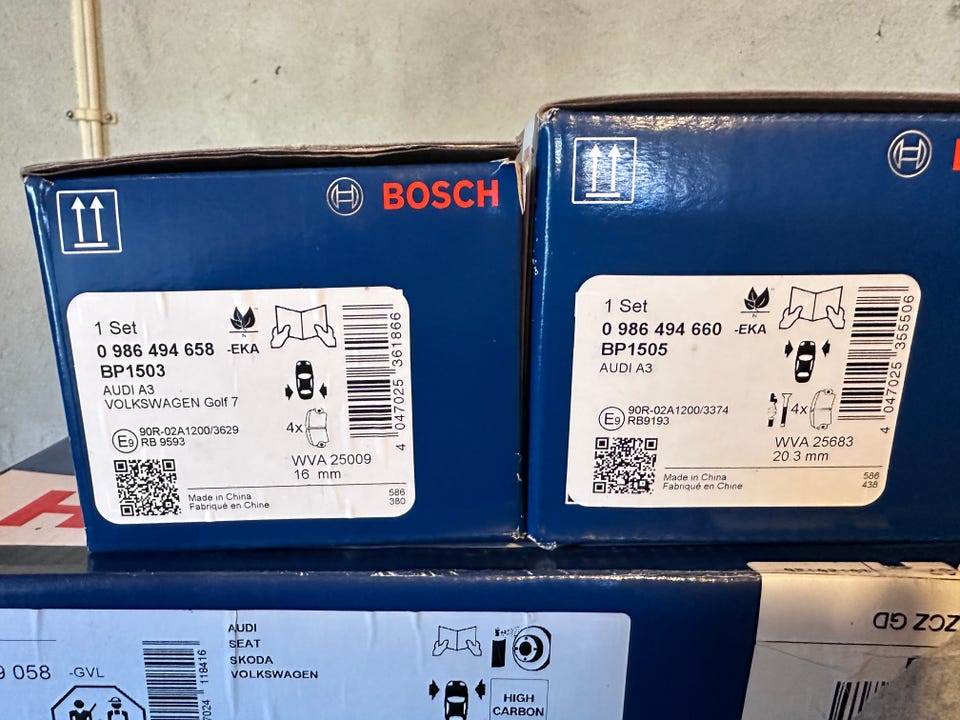 BOSCH
1 Set
0 986 494 658 -EKA
BP1503
AUDI A3
VOLKSWAGEN Golf 7
E9 90R-02A1200/3629
RB 9593
4x
WVA 25009
16 mm
Made in China
Fabriqué en Chine
586
380
4 047025 361866
1 Set
0 986 494 660 -EKA
BP1505
AUDI A3
E9 90R-02A1200/3374
RB9193
4x
WVA 25683
20.3 mm
Made in China
Fabriqué en Chine
586
438
4 047025 355506
9 058 -GVL
118416
AUDI
SEAT
SKODA
VOLKSWAGEN
HIGH
CARBON
ZCZ GD